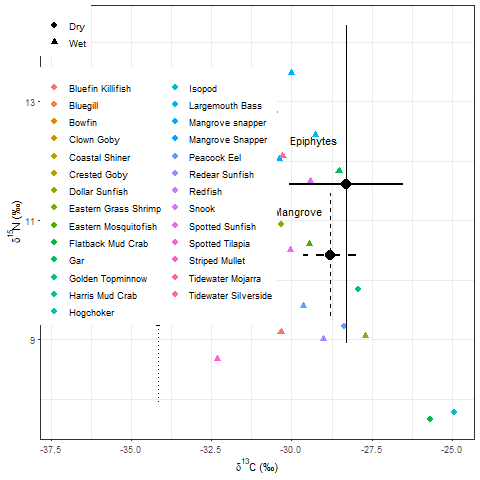 Dry
Wet
Bluefin Killifish
Bluegill
Bowfin
Clown Goby
Coastal Shiner
Crested Goby
Dollar Sunfish
Eastern Grass Shrimp
Eastern Mosquitofish
Flatback Mud Crab
Gar
Golden Topminnow
Harris Mud Crab
Hogchoker
Isopod
Largemouth Bass
Mangrove snapper
Mangrove Snapper
Peacock Eel
Redear Sunfish
Redfish
Snook
Spotted Sunfish
Spotted Tilapia
Striped Mullet
Tidewater Mojarra
Tidewater Silverside
Epiphytes
Mangrove
13
11
9
δ15N (‰)
-37.5
-35.0
-32.5
-30.0
-27.5
-25.0
δ13C (‰)